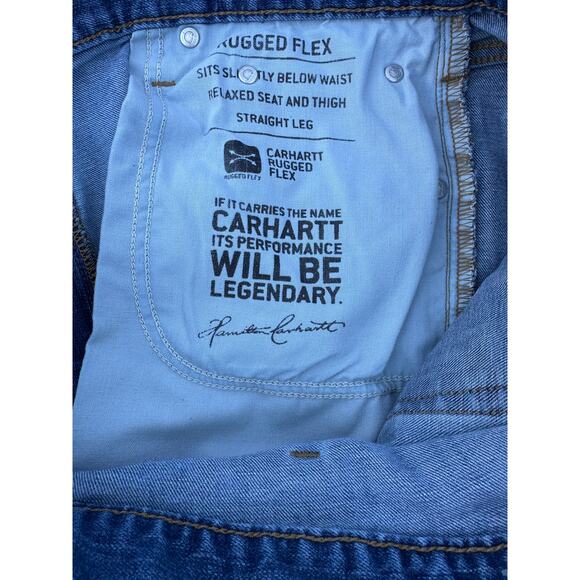 RUGGED FLEX
SITS SLIGHTLY BELOW WAIST
RELAXED SEAT AND THIGH
STRAIGHT LEG
CARHARTT
RUGGED
FLEX
RUGGED FLEX
IF IT CARRIES THE NAME
CARHARTT
ITS PERFORMANCE
WILL BE
LEGENDARY.
Hamilton Carhartt